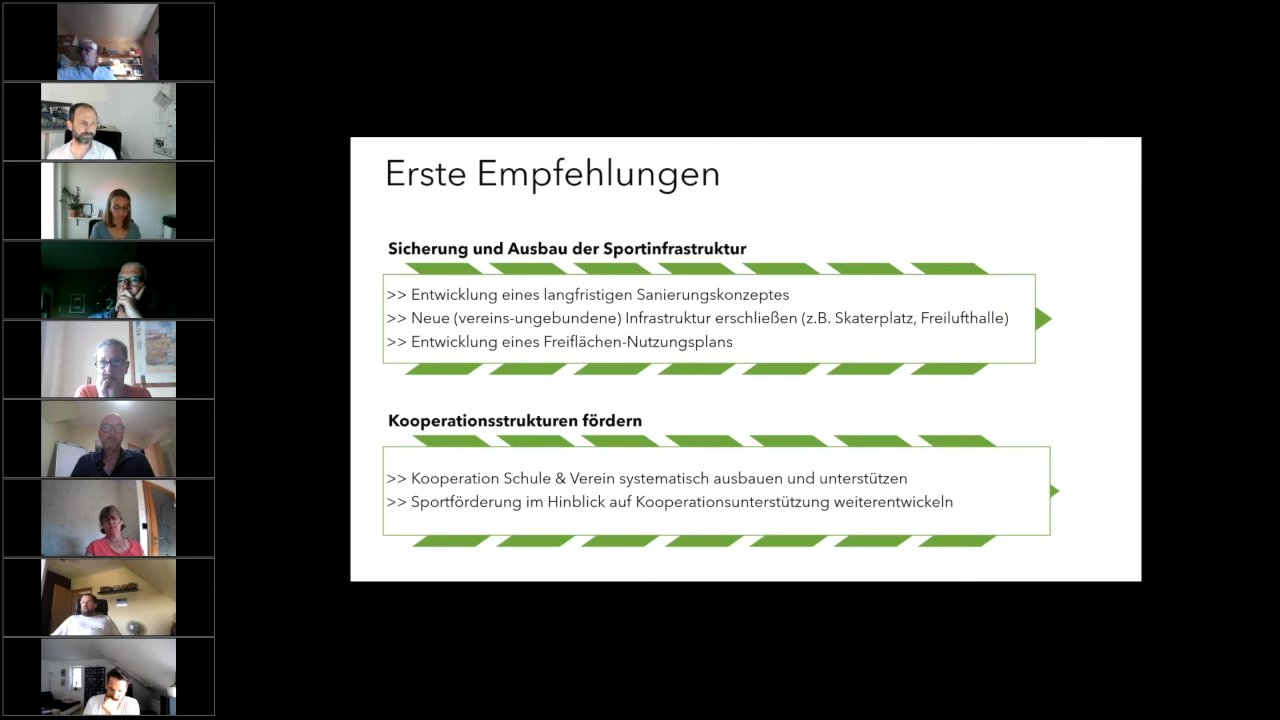 Erste Empfehlungen
Sicherung und Ausbau der Sportinfrastruktur
>> Entwicklung eines langfristigen Sanierungskonzeptes
>> Neue (vereins-ungebundene) Infrastruktur erschließen (z.B. Skaterplatz, Freilufthalle)
>> Entwicklung eines Freiflächen-Nutzungsplans
Kooperationsstrukturen fördern
>> Kooperation Schule & Verein systematisch ausbauen und unterstützen
>> Sportförderung im Hinblick auf Kooperationsunterstützung weiterentwickeln